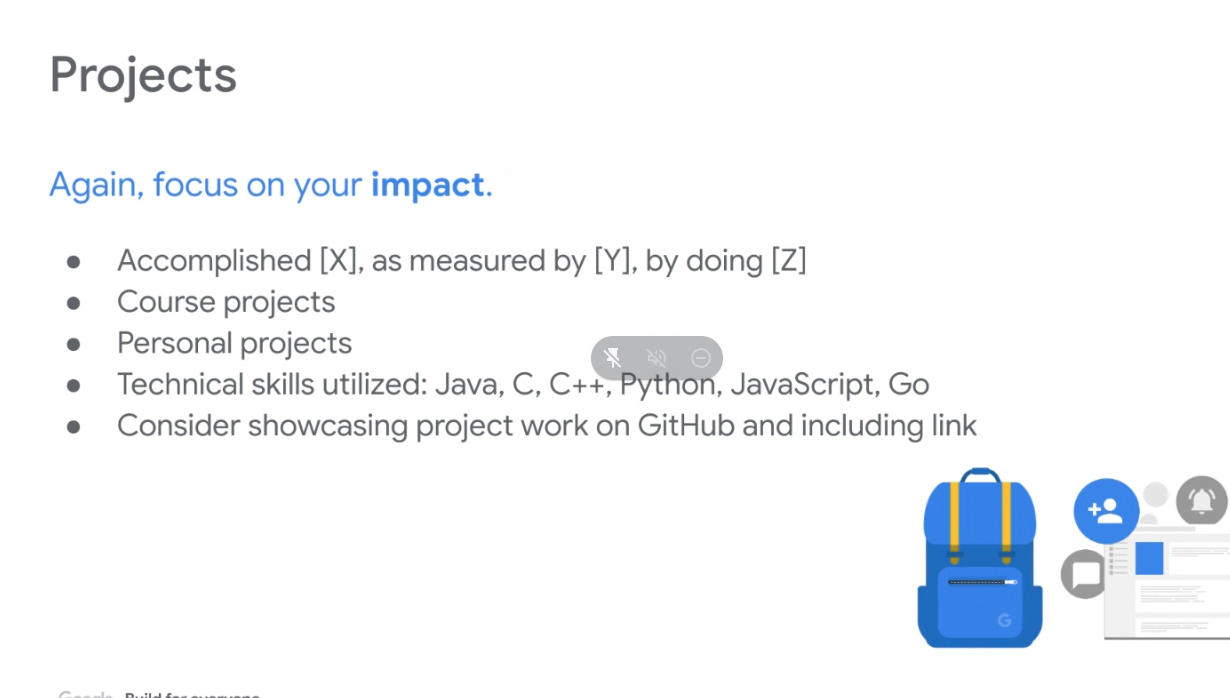 Projects
Again, focus on your impact.
● Accomplished [X], as measured by [Y], by doing [Z]
● Course projects
● Personal projects
● Technical skills utilized: Java, C, C++, Python, JavaScript, Go
● Consider showcasing project work on GitHub and including link
G
Google Build for everyone